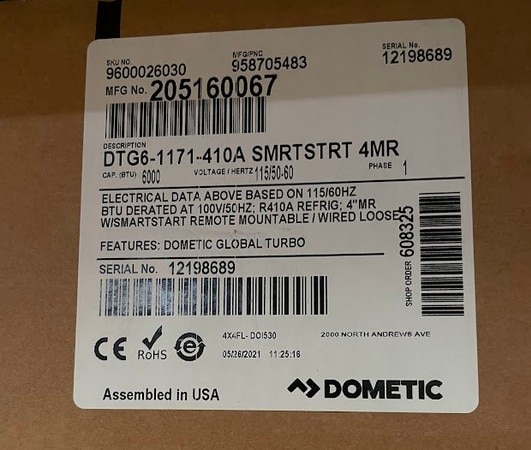 SKU NO. MFG/PNC SERIAL No.
9600026030 958705483 12198689
MFG No. 205160067
DESCRIPTION
DTG6-1171-410A SMRTSTRT 4MR
CAP. (BTU) 6000 VOLTAGE / HERTZ 115/50-60 PHASE 1
ELECTRICAL DATA ABOVE BASED ON 115/60HZ
BTU DERATED AT 100V/50HZ; R410A REFRIG; 4"MR
W/SMARTSTART REMOTE MOUNTABLE / WIRED LOOSE
FEATURES: DOMETIC GLOBAL TURBO
SHOP ORDER 608325
SERIAL No. 12198689
CE RoHS e
4X4FL- DOI530 2000 NORTH ANDREWS AVE
05/26/2021 11:25:16
Assembled in USA DOMETIC